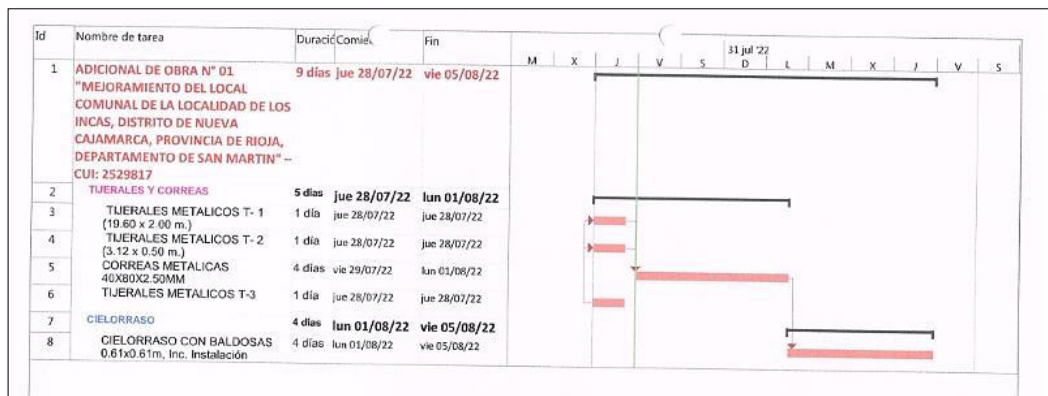 Id Nombre de tarea Duració Comie Fin
31 jul '22
M X J V S D L M X J V S
1 ADICIONAL DE OBRA N° 01 9 días jue 28/07/22 vie 05/08/22
"MEJORAMIENTO DEL LOCAL
COMUNAL DE LA LOCALIDAD DE LOS
INCAS, DISTRITO DE NUEVA
CAJAMARCA, PROVINCIA DE RIOJA,
DEPARTAMENTO DE SAN MARTIN" –
CUI: 2529817
2 TIJERALES Y CORREAS 5 días jue 28/07/22 lun 01/08/22
3 TIJERALES METALICOS T- 1 1 día jue 28/07/22 jue 28/07/22
(19.60 x 2.00 m.)
4 TIJERALES METALICOS T- 2 1 día jue 28/07/22 jue 28/07/22
(3.12 x 0.50 m.)
5 CORREAS METALICAS 4 días vie 29/07/22 lun 01/08/22
40X80X2.50MM
6 TIJERALES METALICOS T-3 1 día jue 28/07/22 jue 28/07/22
7 CIELORRASO 4 días lun 01/08/22 vie 05/08/22
8 CIELORRASO CON BALDOSAS 4 días lun 01/08/22 vie 05/08/22
0.61x0.61m, Inc. Instalación